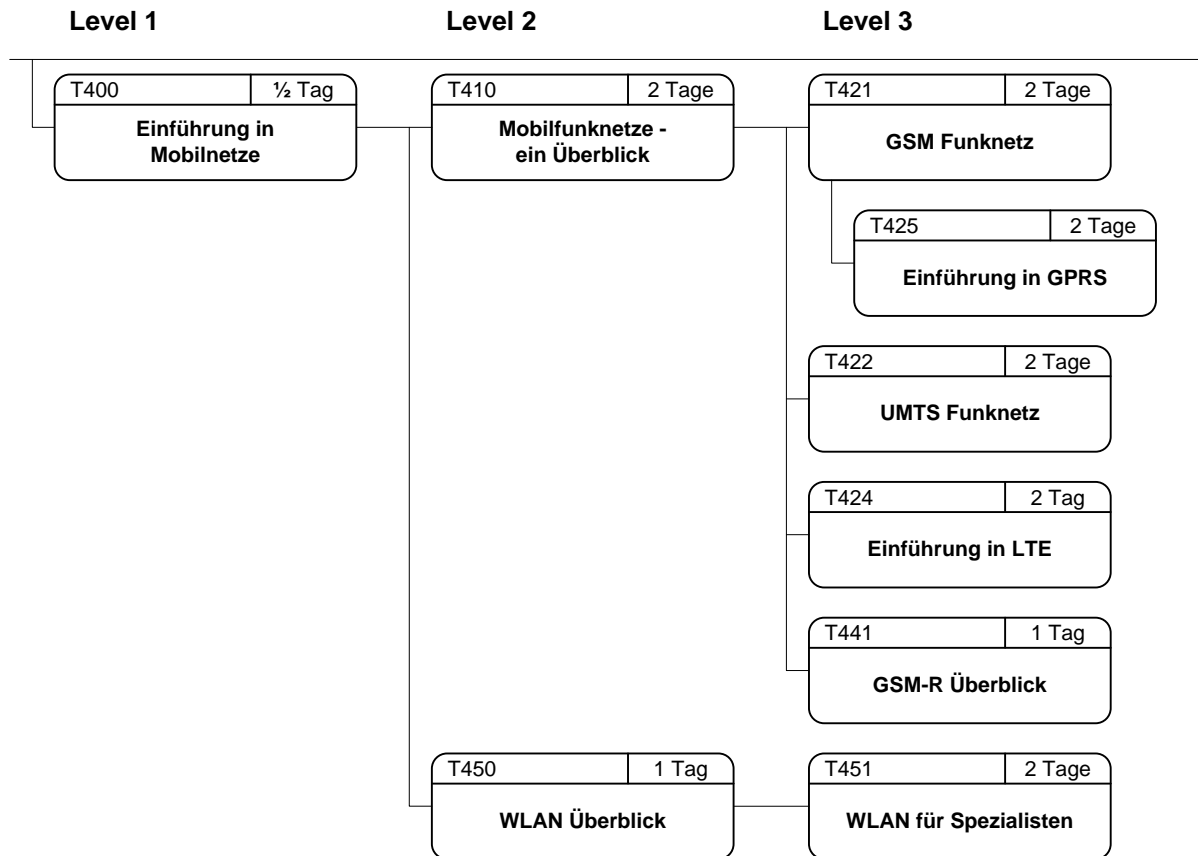 Level 1
Level 2
Level 3
T400
½ Tag
Einführung in
Mobilnetze
T410
2 Tage
Mobilfunknetze -
ein Überblick
T421
2 Tage
GSM Funknetz
T425
2 Tage
Einführung in GPRS
T422
2 Tage
UMTS Funknetz
T424
2 Tag
Einführung in LTE
T441
1 Tag
GSM-R Überblick
T450
1 Tag
WLAN Überblick
T451
2 Tage
WLAN für Spezialisten